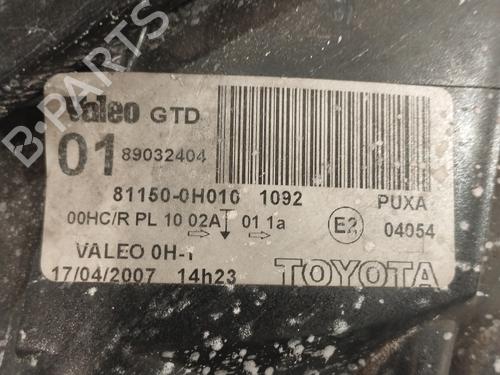 B-PARTS
Valeo GTD
01 89032404
81150-0H010 1092 PUXA
00HC/R PL 10 02A 01 1a E2 04054
VALEO 0H-1
17/04/2007 14h23 TOYOTA